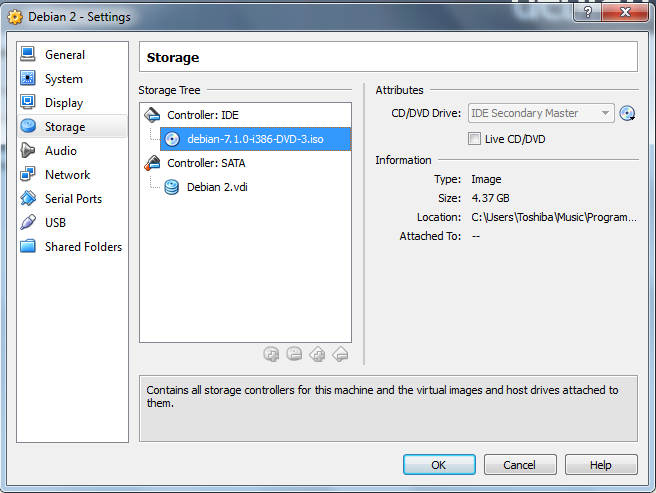 Debian 2 - Settings
General
System
Display
Storage
Audio
Network
Serial Ports
USB
Shared Folders
Storage
Storage Tree
Controller: IDE
debian-7.1.0-i386-DVD-3.iso
Controller: SATA
Debian 2.vdi
Attributes
CD/DVD Drive: IDE Secondary Master
Live CD/DVD
Information
Type: Image
Size: 4.37 GB
Location: C:\Users\Toshiba\Music\Program...
Attached To: --
Contains all storage controllers for this machine and the virtual images and host drives attached to
them.
OK Cancel Help